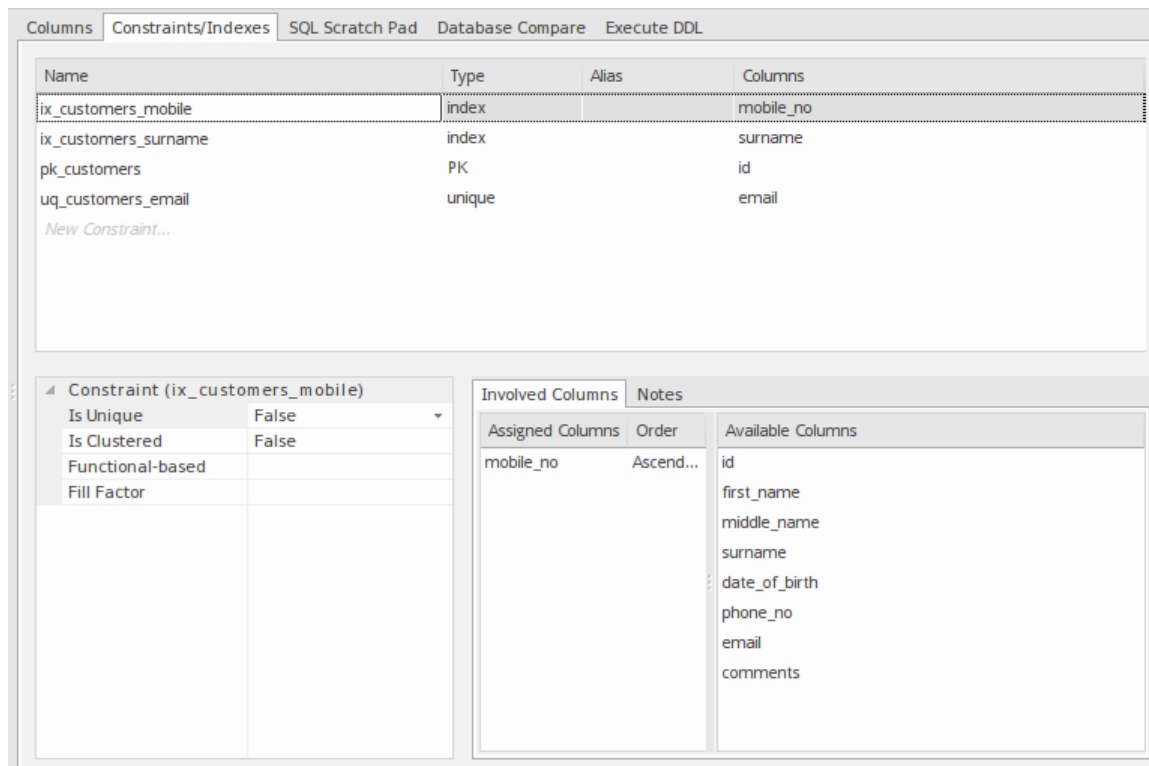 Columns Constraints/Indexes SQL Scratch Pad Database Compare Execute DDL
Name Type Alias Columns
ix_customers_mobile index mobile_no
ix_customers_surname index surname
pk_customers PK id
uq_customers_email unique email
New Constraint...
Constraint (ix_customers_mobile)
Is Unique False
Is Clustered False
Functional-based
Fill Factor
Involved Columns Notes
Assigned Columns Order Available Columns
mobile_no Ascend... id
first_name
middle_name
surname
date_of_birth
phone_no
email
comments